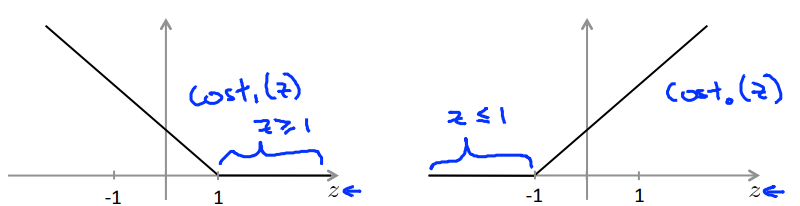 cost₁(z)
z ≥ 1
-1
1
z
cost₀(z)
z ≤ 1
-1
1
z